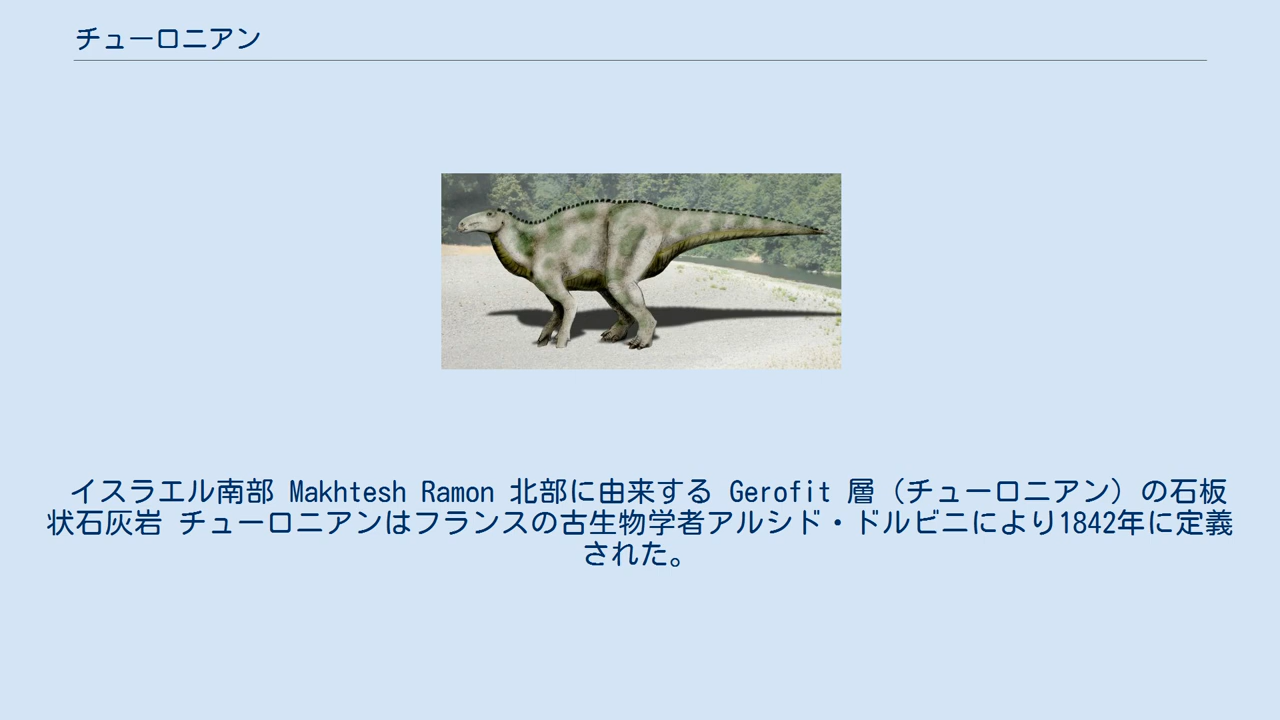 チューロニアン
イスラエル南部 Makhtesh Ramon 北部に由来する Gerofit 層（チューロニアン）の石板
状石灰岩 チューロニアンはフランスの古生物学者アルシド・ドルビニにより1842年に定義
された。